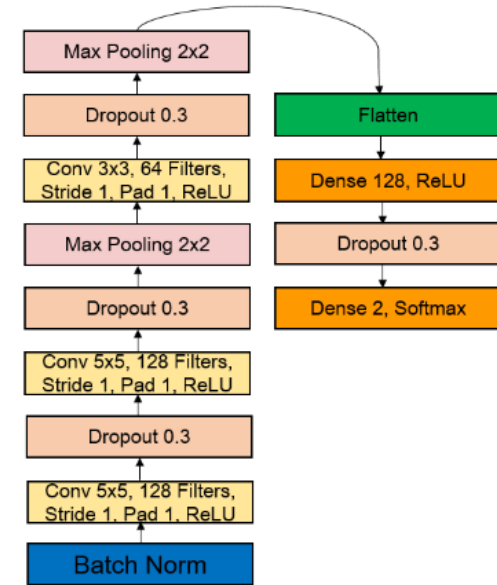 Max Pooling 2x2
Dropout 0.3
Conv 3x3, 64 Filters,
Stride 1, Pad 1, ReLU
Max Pooling 2x2
Dropout 0.3
Conv 5x5, 128 Filters,
Stride 1, Pad 1, ReLU
Dropout 0.3
Conv 5x5, 128 Filters,
Stride 1, Pad 1, ReLU
Batch Norm
Flatten
Dense 128, ReLU
Dropout 0.3
Dense 2, Softmax